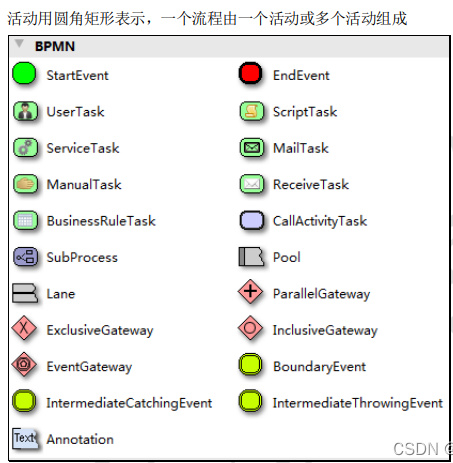 活动用圆角矩形表示，一个流程由一个活动或多个活动组成
BPMN
StartEvent EndEvent
UserTask ScriptTask
ServiceTask MailTask
ManualTask ReceiveTask
BusinessRuleTask CallActivityTask
SubProcess Pool
Lane ParallelGateway
ExclusiveGateway InclusiveGateway
EventGateway BoundaryEvent
IntermediateCatchingEvent IntermediateThrowingEvent
Text Annotation
CSDN @